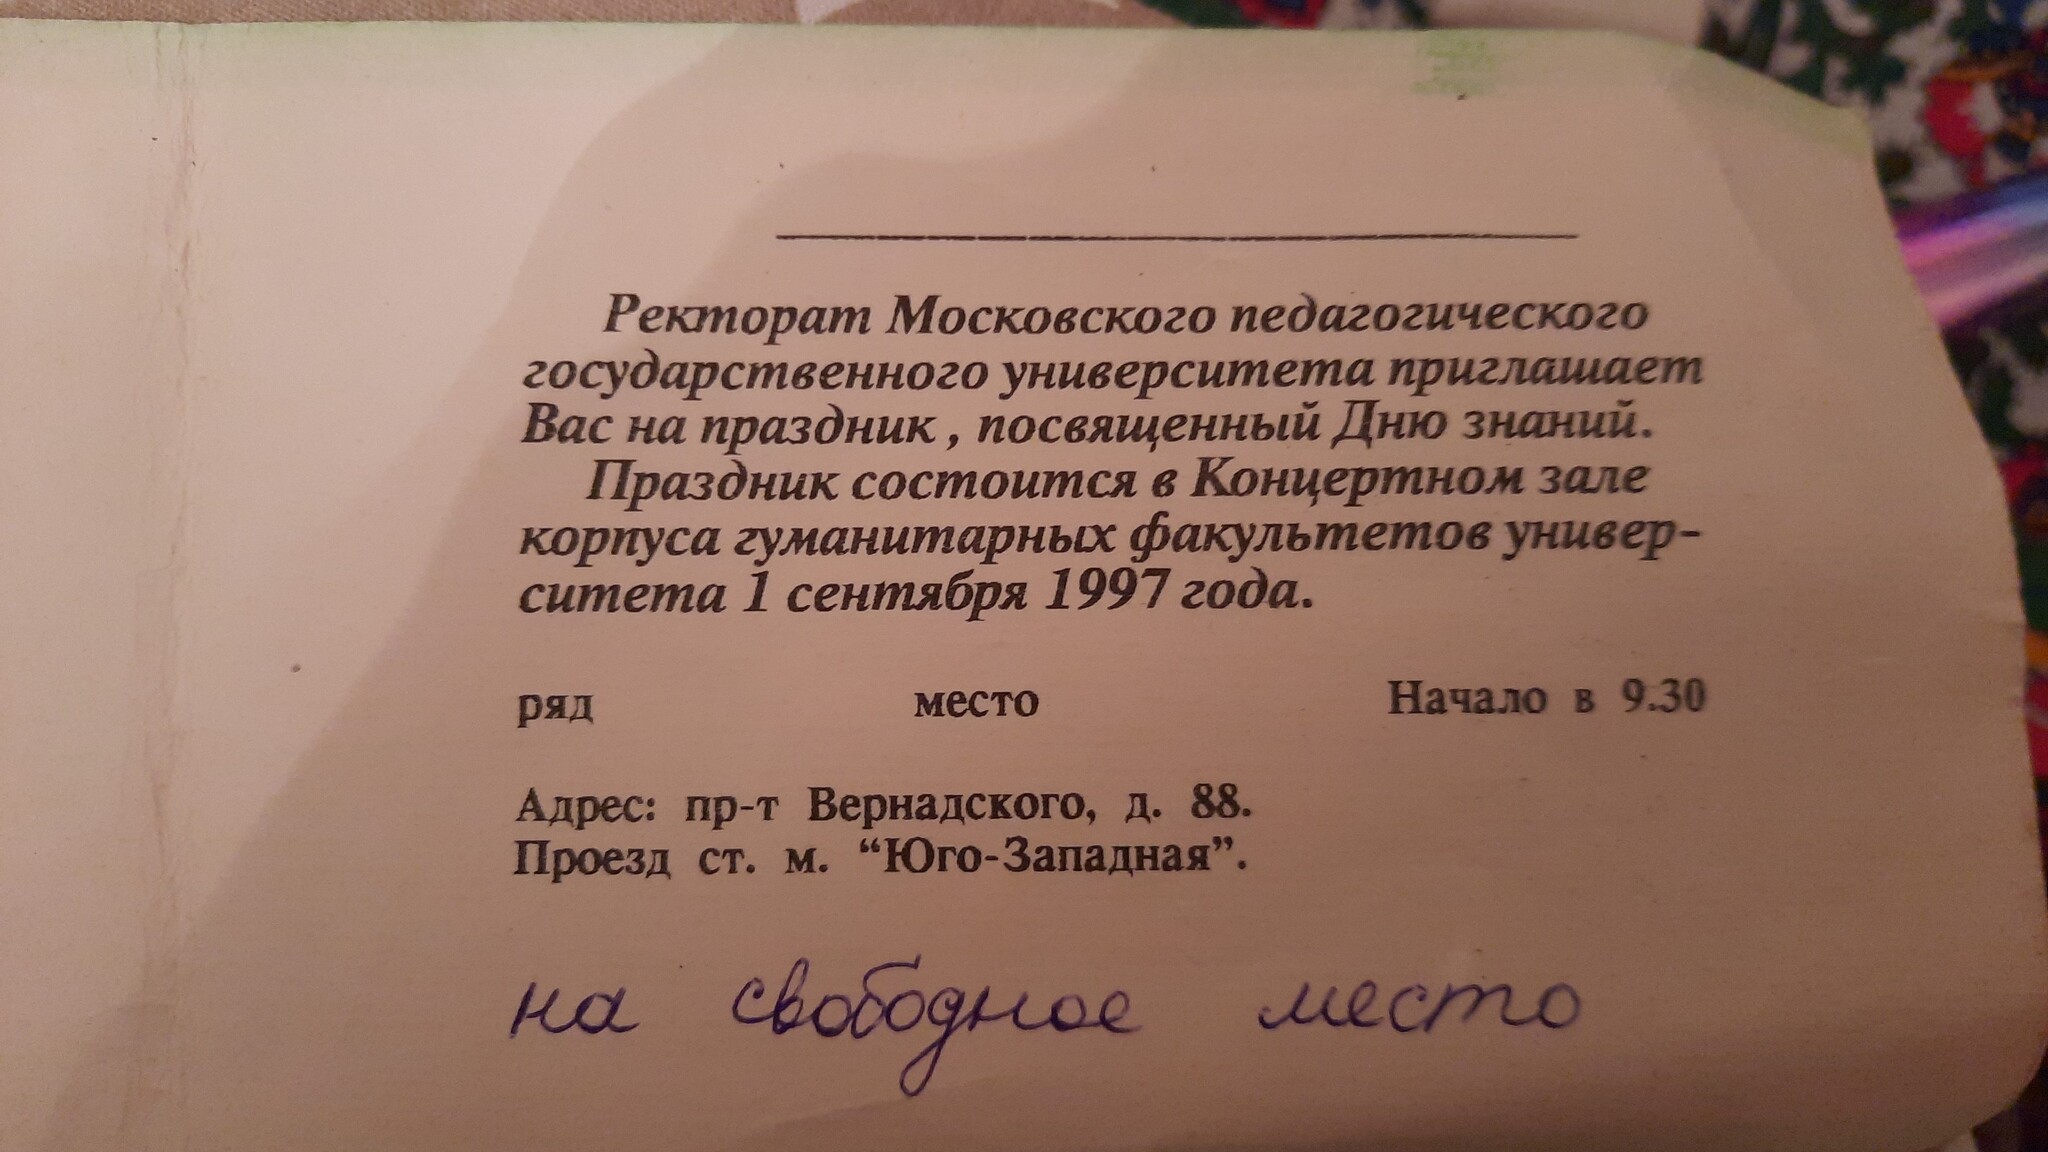 Ректорат Московского педагогического
государственного университета приглашает
Вас на праздник , посвященный Дню знаний.
Праздник состоится в Концертном зале
корпуса гуманитарных факультетов универ-
ситета 1 сентября 1997 года.
ряд место Начало в 9.30
Адрес: пр-т Вернадского, д. 88.
Проезд ст. м. “Юго-Западная”.
на свободное место